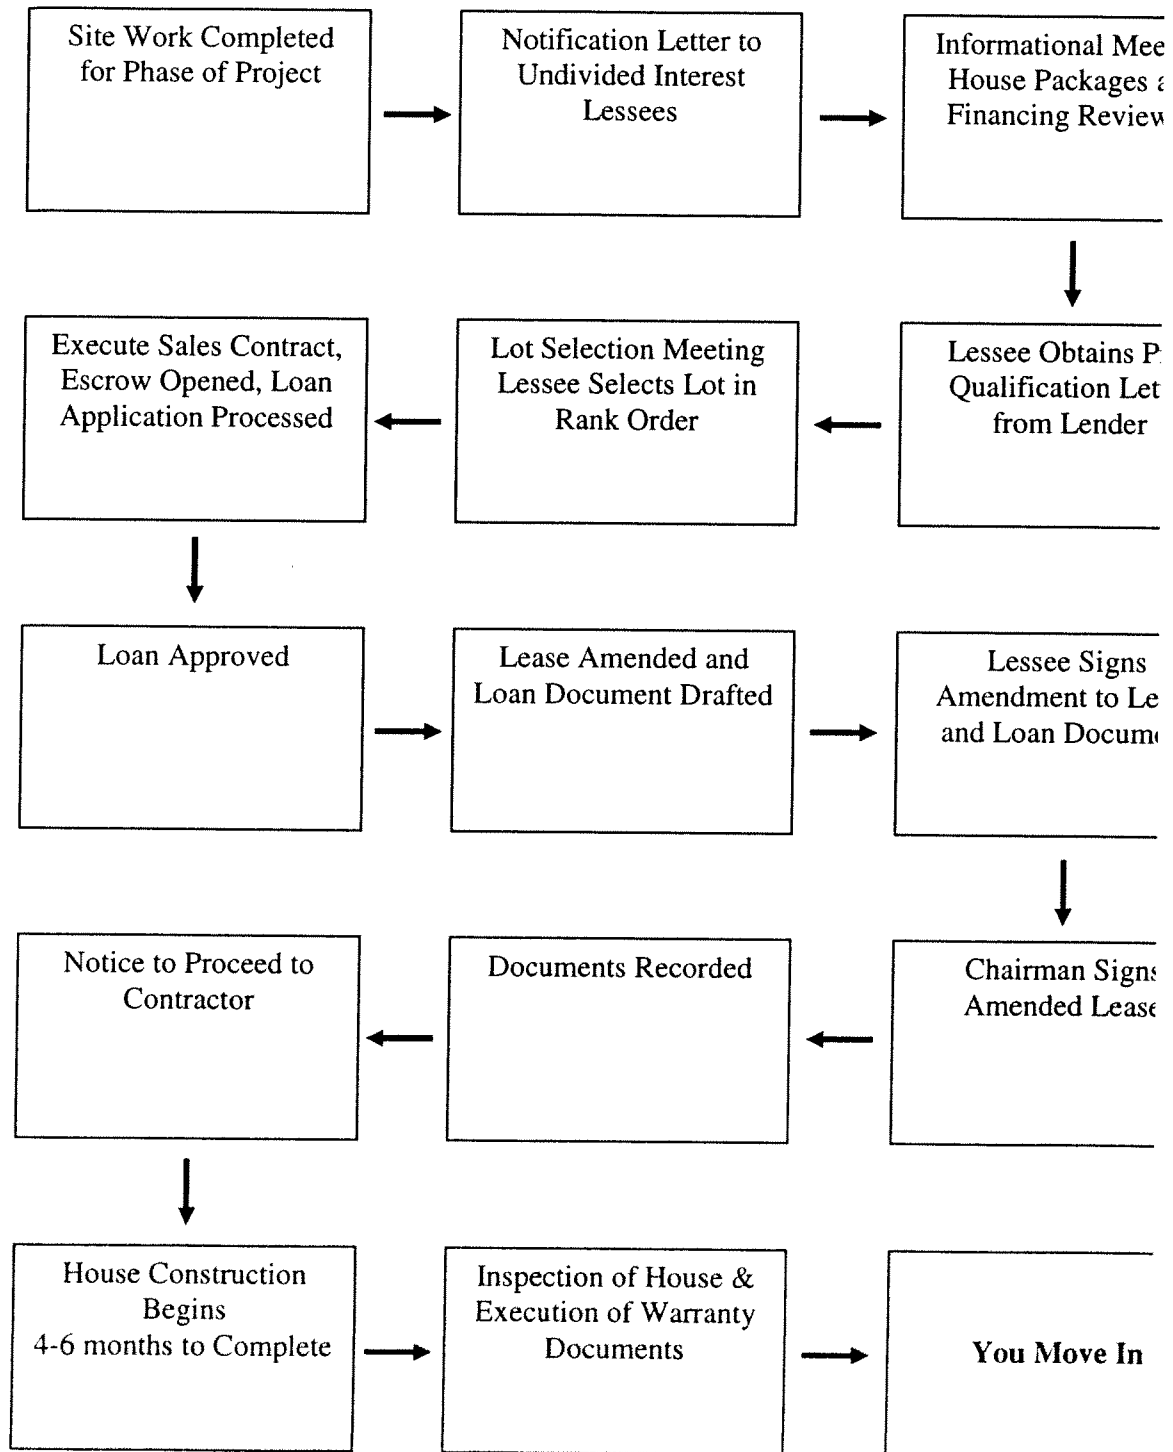 Site Work Completed
for Phase of Project
Notification Letter to
Undivided Interest
Lessees
Informational
House Packages
Financing Review
Lessee Obtains
Qualification
from Lender
Lot Selection Meeting
Lessee Selects Lot in
Rank Order
Execute Sales Contract,
Escrow Opened, Loan
Application Processed
Loan Approved
Lease Amended and
Loan Document Drafted
Lessee Signs
Amendment to
and Loan
Chairman Signs
Amended Lease
Documents Recorded
Notice to Proceed to
Contractor
House Construction
Begins
4-6 months to Complete
Inspection of House &
Execution of Warranty
Documents
You Move In